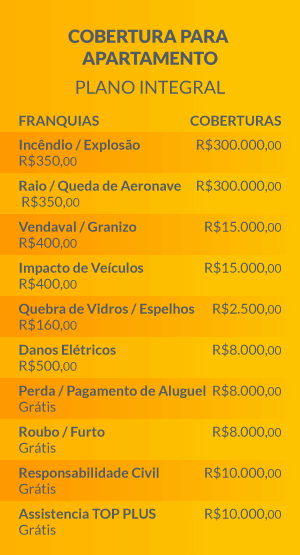 COBERTURA PARA
APARTAMENTO
PLANO INTEGRAL
FRANQUIAS COBERTURAS
Incêndio / Explosão R$300.000,00
R$350,00
Raio / Queda de Aeronave R$300.000,00
R$350,00
Vendaval / Granizo R$15.000,00
R$400,00
Impacto de Veículos R$15.000,00
R$400,00
Quebra de Vidros / Espelhos R$2.500,00
R$160,00
Danos Elétricos R$8.000,00
R$500,00
Perda / Pagamento de Aluguel R$8.000,00
Grátis
Roubo / Furto R$8.000,00
Grátis
Responsabilidade Civil R$10.000,00
Grátis
Assistencia TOP PLUS R$10.000,00
Grátis